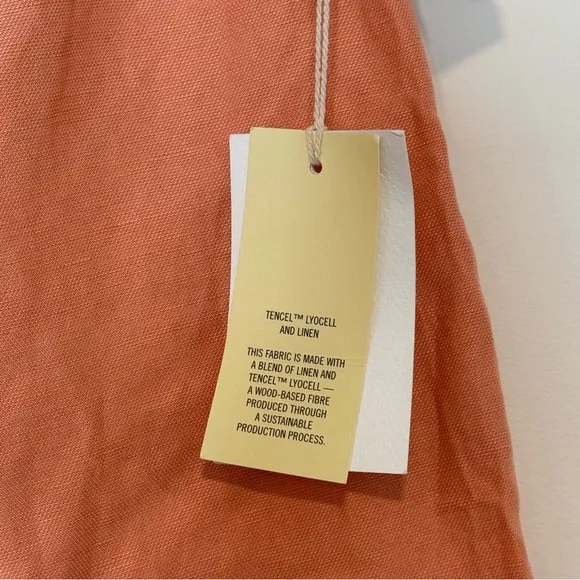 TENCEL™ LYOCELL
AND LINEN
THIS FABRIC IS MADE WITH
A BLEND OF LINEN AND
TENCEL™ LYOCELL —
A WOOD-BASED FIBRE
PRODUCED THROUGH
A SUSTAINABLE
PRODUCTION PROCESS.